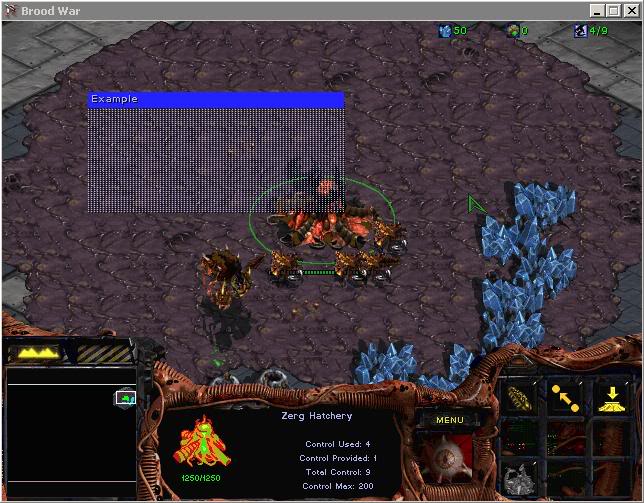 Brood War
50 0 4/9
Example
Zerg Hatchery
Control Used: 4
Control Provided: 1
Total Control: 9
Control Max: 200
1250/1250
MENU